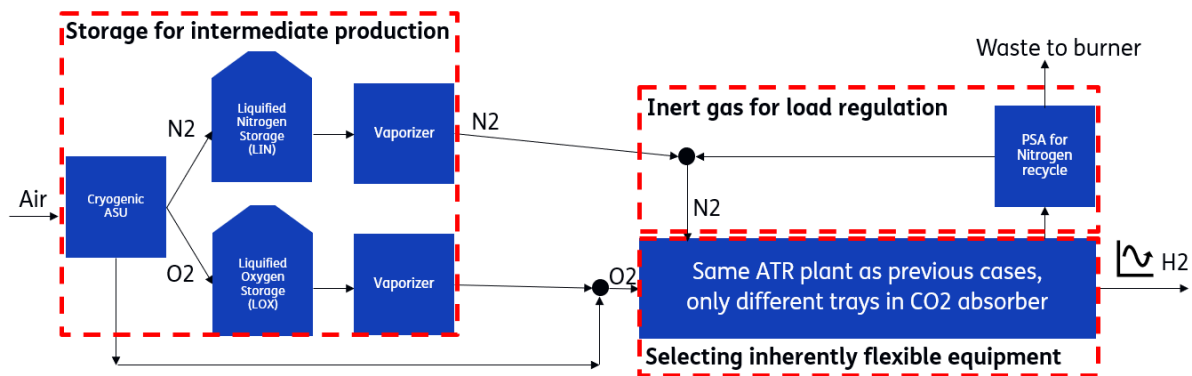 Storage for intermediate production
Waste to burner
Liquified
Nitrogen
Storage
(LIN)
Vaporizer
N2
N2
Inert gas for load regulation
PSA for
Nitrogen
recycle
Air
Cryogenic
ASU
N2
O2
Liquified
Oxygen
Storage
(LOX)
Vaporizer
O2
Same ATR plant as previous cases,
only different trays in CO2 absorber
H2
Selecting inherently flexible equipment